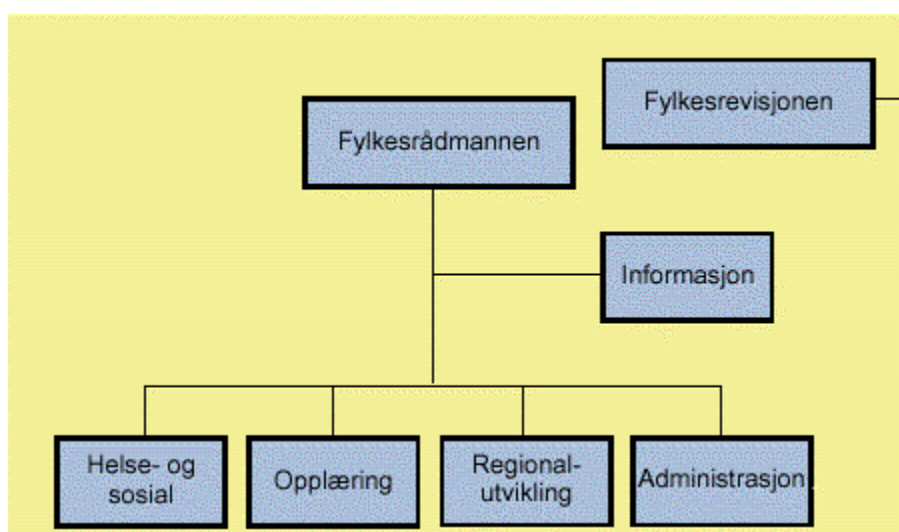 Fylkesrevisjonen
Fylkesrådmannen
Informasjon
Helse- og
sosial
Opplæring
Regional-
utvikling
Administrasjon